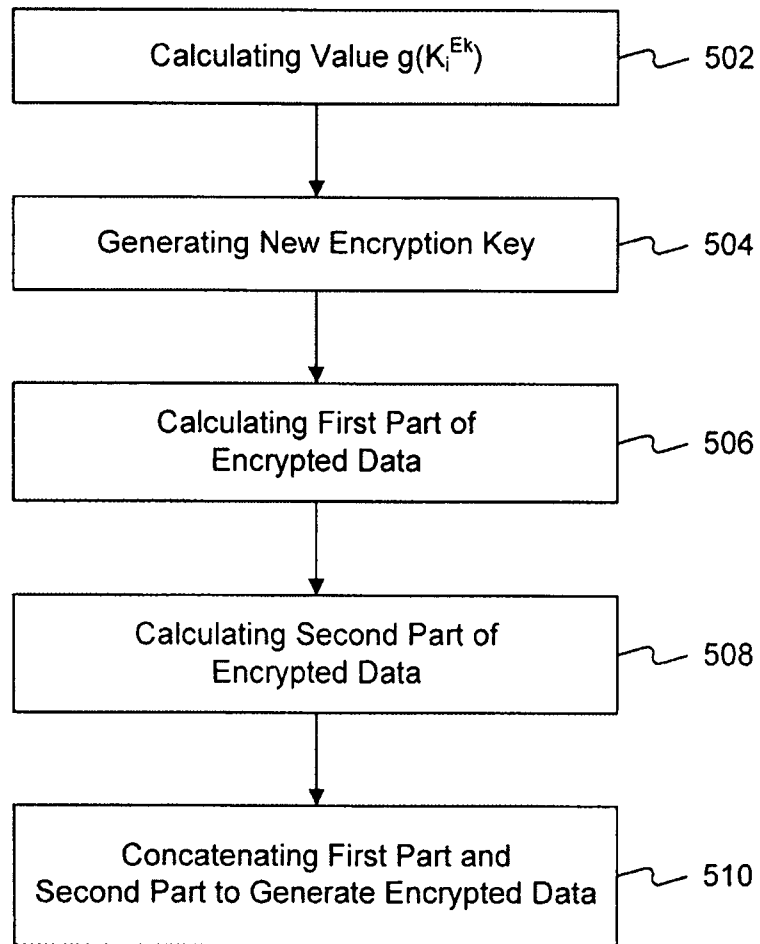 Calculating Value g(K_i^Ek)
502
Generating New Encryption Key
504
Calculating First Part of
Encrypted Data
506
Calculating Second Part of
Encrypted Data
508
Concatenating First Part and
Second Part to Generate Encrypted Data
510